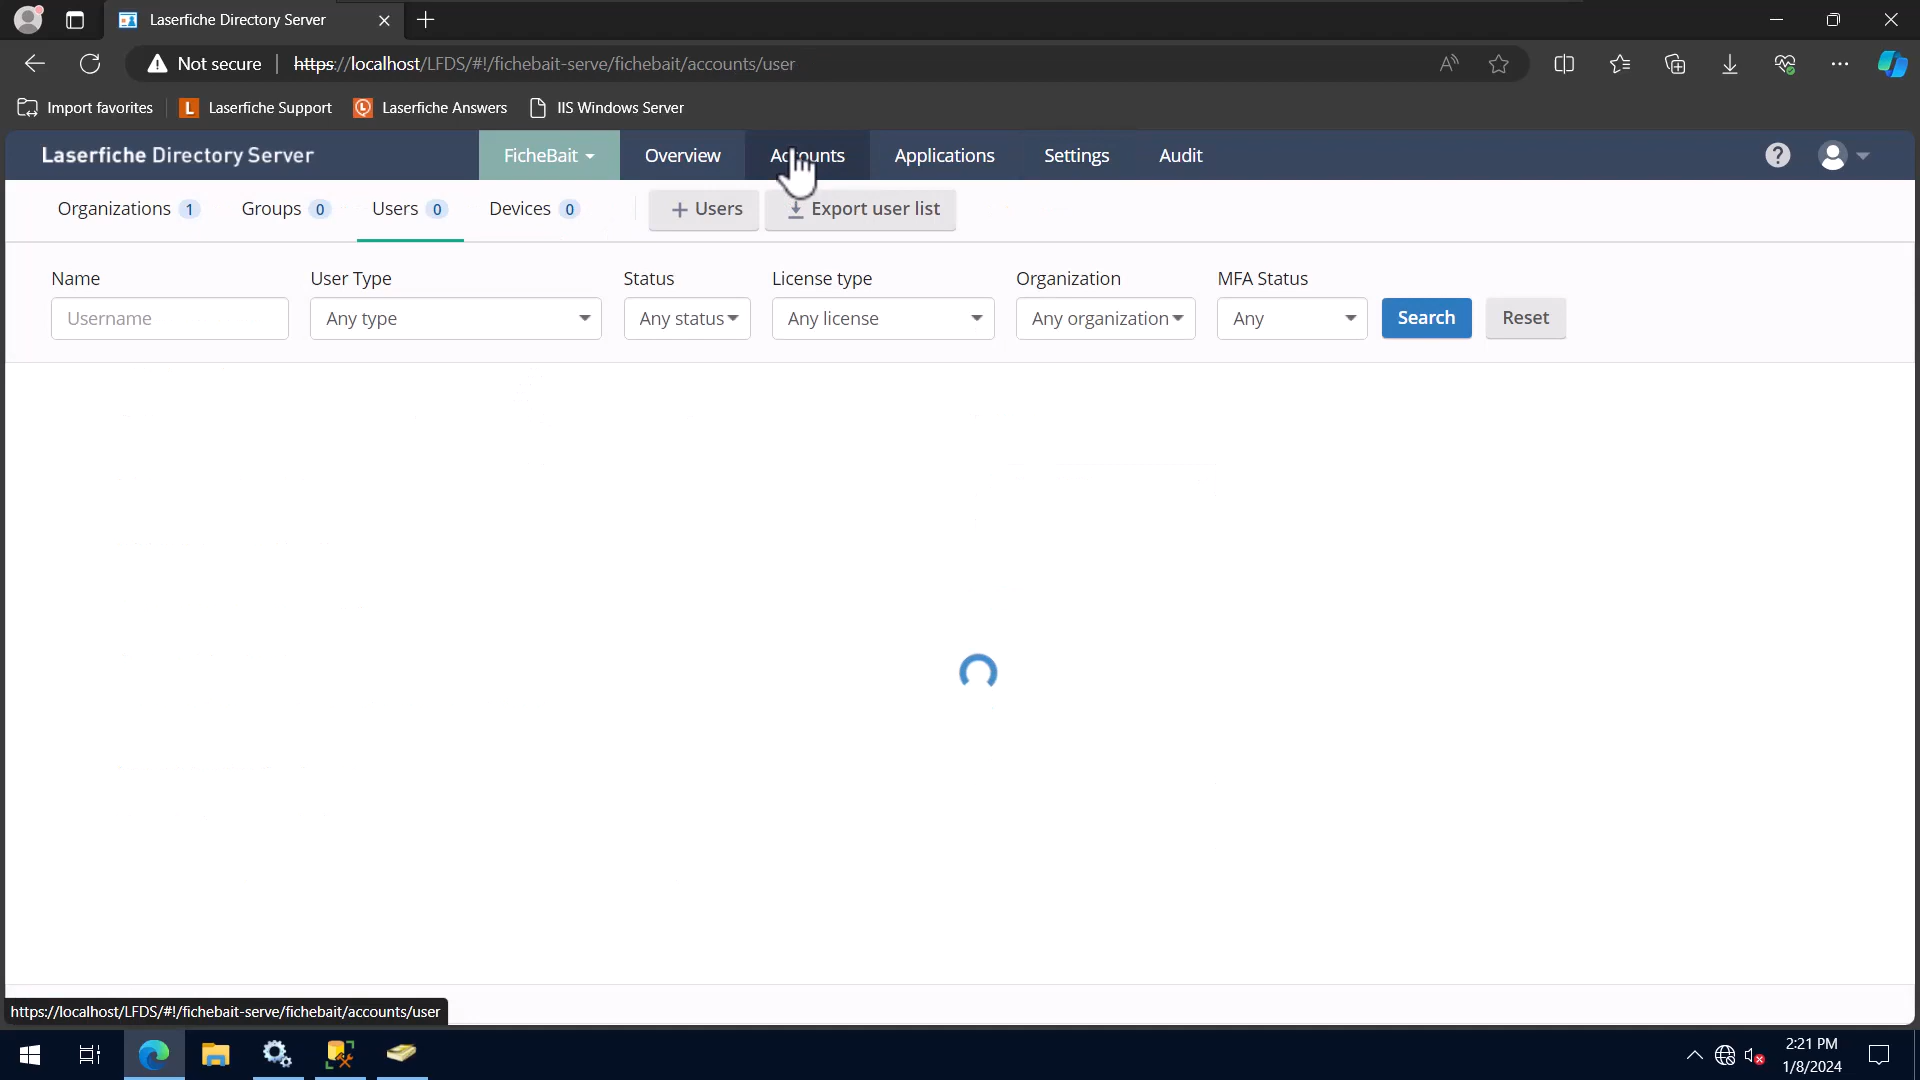 Laserfiche Directory Server
Not secure | https://localhost/LFDS/#!/fichebait-serve/fichebait/accounts/user
Import favorites Laserfiche Support Laserfiche Answers IIS Windows Server
Laserfiche Directory Server FicheBait Overview Accounts Applications Settings Audit
Organizations 1 Groups 0 Users 0 Devices 0 + Users Export user list
Name User Type Status License type Organization MFA Status
Username Any type Any status Any license Any organization Any Search Reset
https://localhost/LFDS/#!/fichebait-serve/fichebait/accounts/user
2:21 PM
1/8/2024